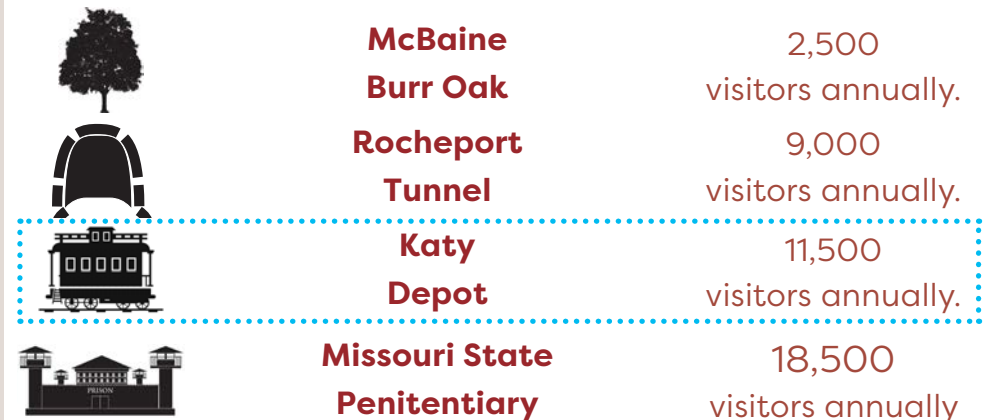 McBaine 2,500
Burr Oak visitors annually.
Rocheport 9,000
Tunnel visitors annually.
Katy 11,500
Depot visitors annually.
Missouri State 18,500
PRISON
Penitentiary visitors annually